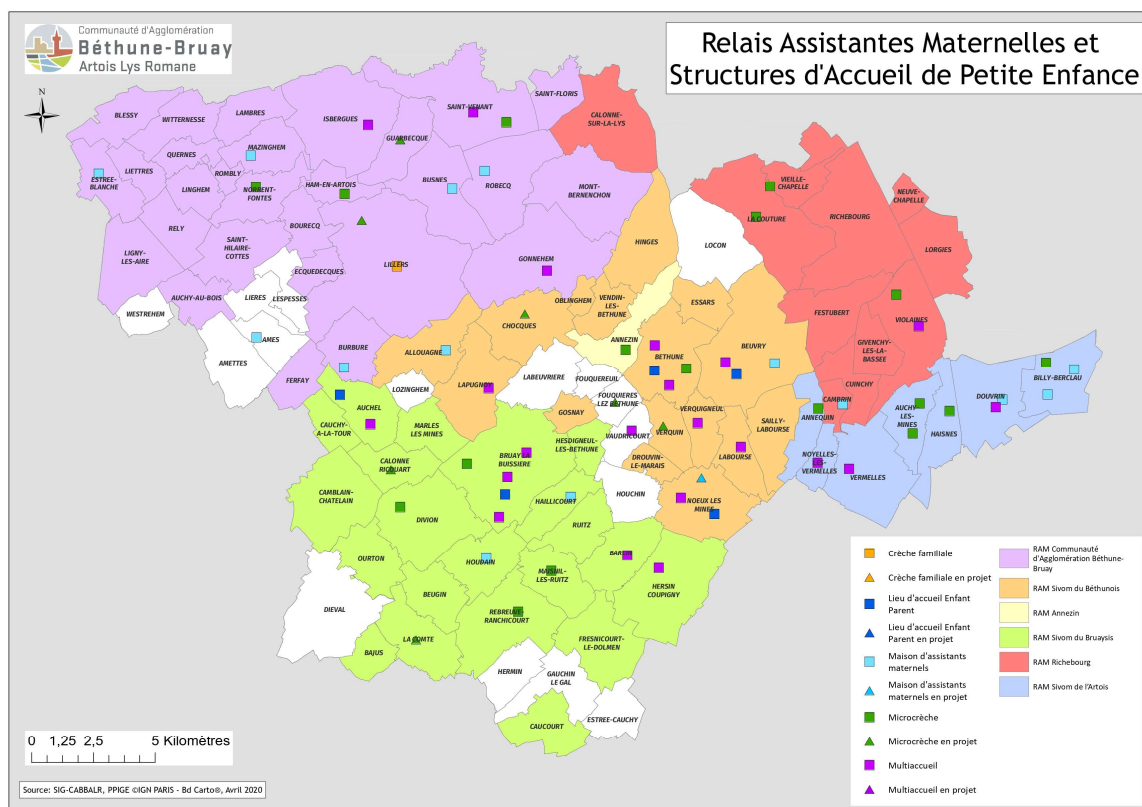 Communauté d'Agglomération
Béthune-Bruay
Artois Lys Romane
Relais Assistantes Maternelles et
Structures d'Accueil de Petite Enfance
N
SAINT-FLORIS
SAINT-VENANT
CALONNE-
SUR-LA-LYS
BLESSY
WITTERNESSE
LAMBRES
ISBERGUES
GUARBECQUE
MAZINGHEM
QUERNES
ROMBLY
LIETTRES
ESTREE-
BLANCHE
LINGHEM
NORRENT-
FONTES
HAM-EN-ARTOIS
BUSNES
ROBECQ
MONT-
BERNENCHON
VIEILLE-
CHAPELLE
NEUVE-
CHAPELLE
LA COUTURE
RICHEBOURG
RELY
BOURECQ
SAINT-
HILAIRE-
COTTES
LIGNY-
LES-AIRE
ECQUEDECQUES
LILLERS
GONNEHEM
HINGES
LOCON
LORGIES
AUCHY-AU-BOIS
LIERES
LESPESSES
WESTREHEM
AMES
AMETTES
OBLINGHEM
VENDIN-
LES-
BETHUNE
ESSARS
CHOCQUES
ANNEZIN
FESTUBERT
VIOLAINES
GIVENCHY-
LES-LA-
BASSEE
BURBURE
ALLOUAGNE
BETHUNE
BEUVRY
FERFAY
LOZINGHEM
LAPUGNOY
LABEUVRIERE
FOUQUEREUIL
FOUQUIERES
LEZ BETHUNE
CUINCHY
CAMBRIN
BILLY-BERCLAU
DOUVRIN
AUCHEL
CAUCHY-
A-LA-TOUR
MARLES
LES MINES
GOSNAY
VERQUIGNEUL
SAILLY-
LABOURSE
ANNEQUIN
AUCHY-
LES-MINES
HAISNES
HESDIGNEUL-
LES-BETHUNE
VAUDRICOURT
VERQUIN
LABOURSE
DROUVIN-
LE-MARAIS
NOYELLES-
LES-
VERMELLES
VERMELLES
CALONNE
RICOUART
BRUAY LA
BUISSIERE
CAMBLAIN-
CHATELAIN
HAILLICOURT
HOUCHIN
NOEUX LES
MINES
DIVION
RUITZ
OURTON
HOUDAIN
MAISNIL-
LES-RUITZ
BARLIN
HERSIN
COUPIGNY
DIEVAL
BEUGIN
REBREUVE-
RANCHICOURT
LA COMTE
BAJUS
FRESNICOURT-
LE-DOLMEN
HERMIN
GAUCHIN
LE GAL
ESTREE-CAUCHY
CAUCOURT
Crèche familiale
Crèche familiale en projet
Lieu d'accueil Enfant
Parent
Lieu d'accueil Enfant
Parent en projet
Maison d'assistants
maternels
Maison d'assistants
maternels en projet
Microcrèche
Microcrèche en projet
Multiaccueil
Multiaccueil en projet
RAM Communauté
d'Agglomération Béthune-
Bruay
RAM Sivom du Béthunois
RAM Annezin
RAM Sivom du Bruaysis
RAM Richebourg
RAM Sivom de l'Artois
0 1,25 2,5 5 Kilomètres
Source: SIG-CABBALR, PPIGE ©IGN PARIS - Bd Carto®, Avril 2020